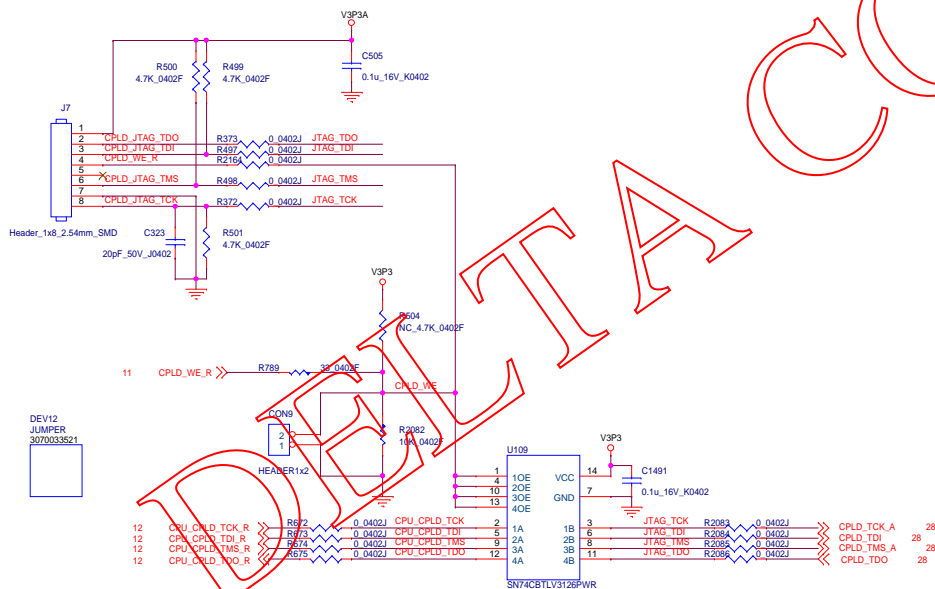 V3P3A
C505
0.1u_16V_K0402
R500
4.7K_0402F
R499
4.7K_0402F
J7
1
2 CPLD_JTAG_TDO R373 0_0402J JTAG_TDO
3 CPLD_JTAG_TDI R497 0_0402J JTAG_TDI
4 CPLD_WE_R R2164 0_0402J
5
6 CPLD_JTAG_TMS R498 0_0402J JTAG_TMS
7
8 CPLD_JTAG_TCK R372 0_0402J JTAG_TCK
Header_1x8_2.54mm_SMD
C323
20pF_50V_J0402
R501
4.7K_0402F
V3P3
R504
NC_4.7K_0402F
11 CPLD_WE_R R789 33_0402F
CPLD_WE
CON9
2
1
HEADER1x2
R2082
10K_0402F
DEV12
JUMPER
3070033521
U109
V3P3
C1491
0.1u_16V_K0402
1 1OE VCC 14
4 2OE
10 3OE GND 7
13 4OE
12 CPU_CPLD_TCK_R R672 0_0402J CPU_CPLD_TCK 2 1A 1B 3 JTAG_TCK R2083 0_0402J CPLD_TCK_A 28
12 CPU_CPLD_TDI_R R673 0_0402J CPU_CPLD_TDI 5 2A 2B 6 JTAG_TDI R2084 0_0402J CPLD_TDI 28
12 CPU_CPLD_TMS_R R674 0_0402J CPU_CPLD_TMS 9 3A 3B 8 JTAG_TMS R2085 0_0402J CPLD_TMS_A 28
12 CPU_CPLD_TDO_R R675 0_0402J CPU_CPLD_TDO 12 4A 4B 11 JTAG_TDO R2086 0_0402J CPLD_TDO 28
SN74CBTLV3126PWR
DELTA CO